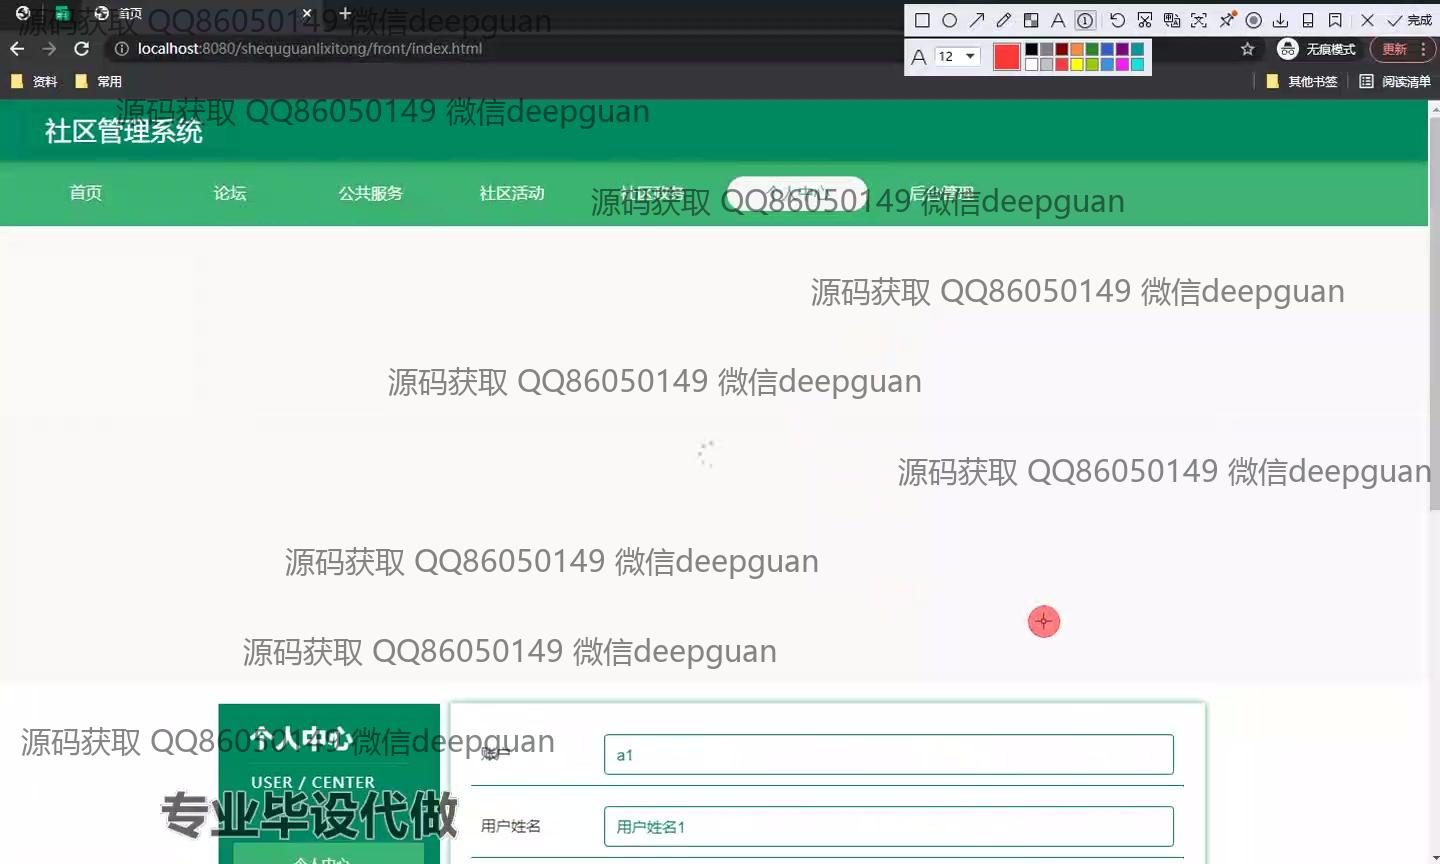 首页
源码获取 QQ86050149 微信deepguan
localhost:8080/shequguanlixitong/front/index.html
无痕模式
更新
完成
A 12
资料
常用
其他书签
阅读清单
源码获取 QQ86050149 微信deepguan
社区管理系统
首页
论坛
公共服务
社区活动
个人中心
后台管理
源码获取 QQ86050149 微信deepguan
源码获取 QQ86050149 微信deepguan
源码获取 QQ86050149 微信deepguan
源码获取 QQ86050149 微信deepguan
源码获取 QQ86050149 微信deepguan
源码获取 QQ86050149 微信deepguan
源码获取 QQ86050149 微信deepguan
个人中心
USER / CENTER
专业毕设代做
个人中心
账户
a1
用户姓名
用户姓名1